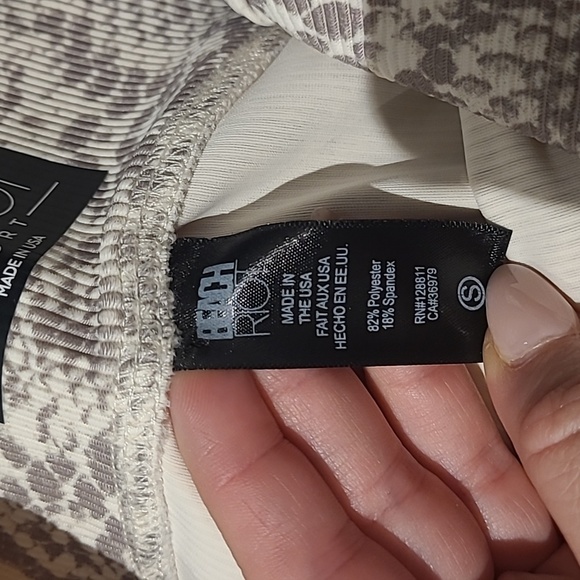 BEACH
RIOT
MADE IN
THE USA
FAIT AUX USA
HECHO EN EE.UU.
82% Polyester
18% Spandex
RN#128811
CA#36979
S
MADE IN USA